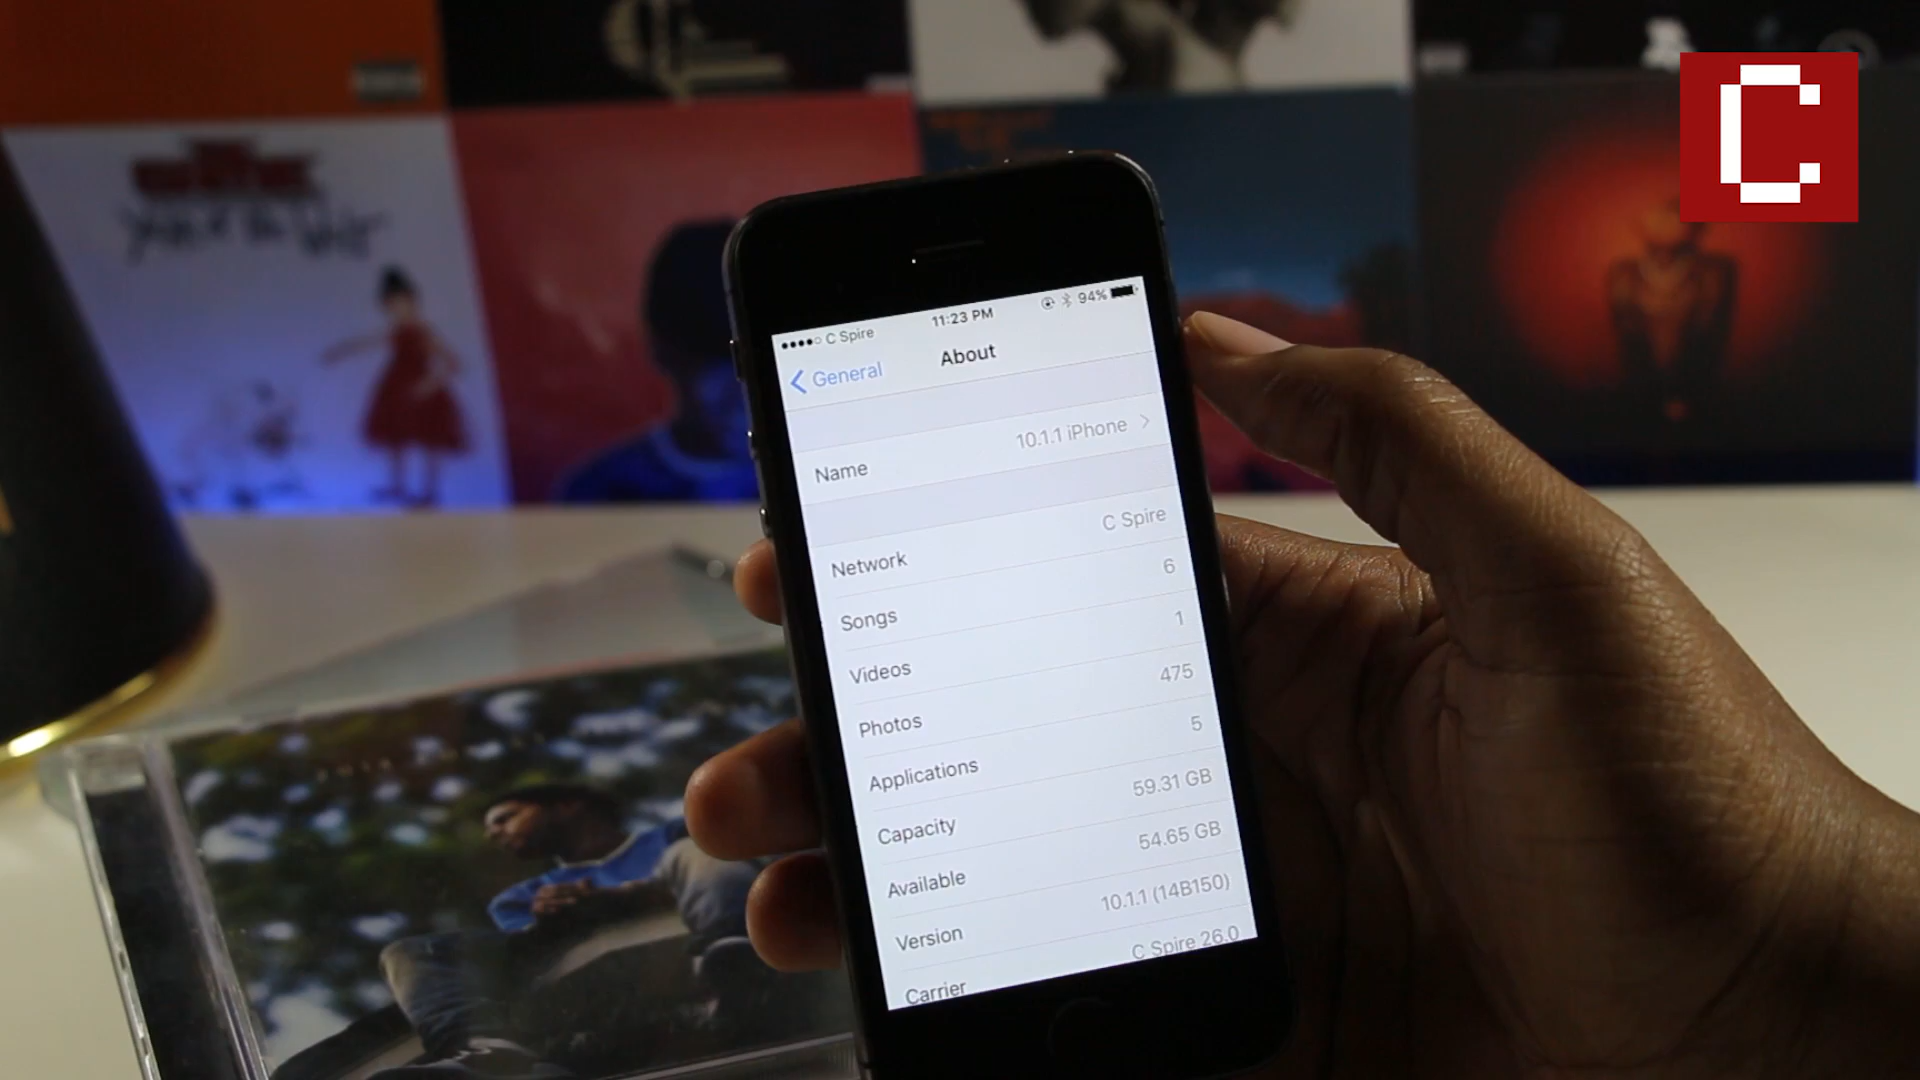 C
●●●●○ C Spire 11:23 PM 94%
General About
Name 10.1.1 iPhone
Network C Spire
Songs 6
Videos 1
Photos 475
Applications 5
Capacity 59.31 GB
Available 54.65 GB
Version 10.1.1 (14B150)
Carrier C Spire 26.0